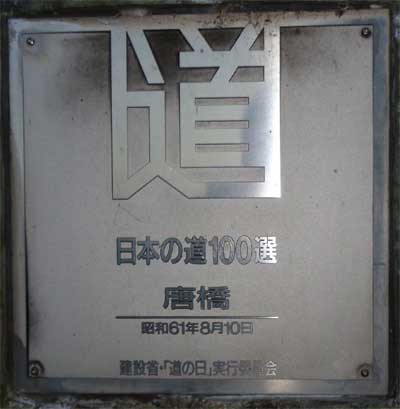 道
日本の道100選
唐橋
昭和61年8月10日
建設省・「道の日」実行委員会